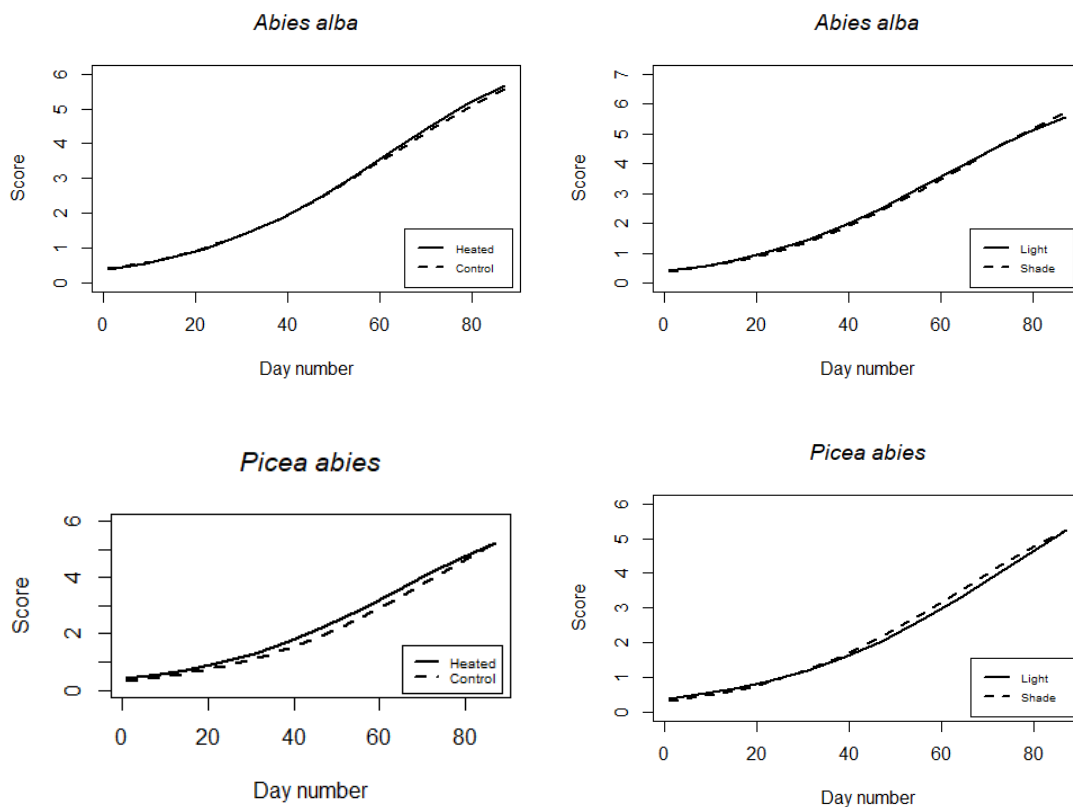 Abies alba
6
5
4
3
2
1
0
Score
Heated
Control
0 20 40 60 80
Day number
Abies alba
7
6
5
4
3
2
1
0
Score
Light
Shade
0 20 40 60 80
Day number
Picea abies
6
4
2
0
Score
Heated
Control
0 20 40 60 80
Day number
Picea abies
6
5
4
3
2
1
0
Score
Light
Shade
0 20 40 60 80
Day number